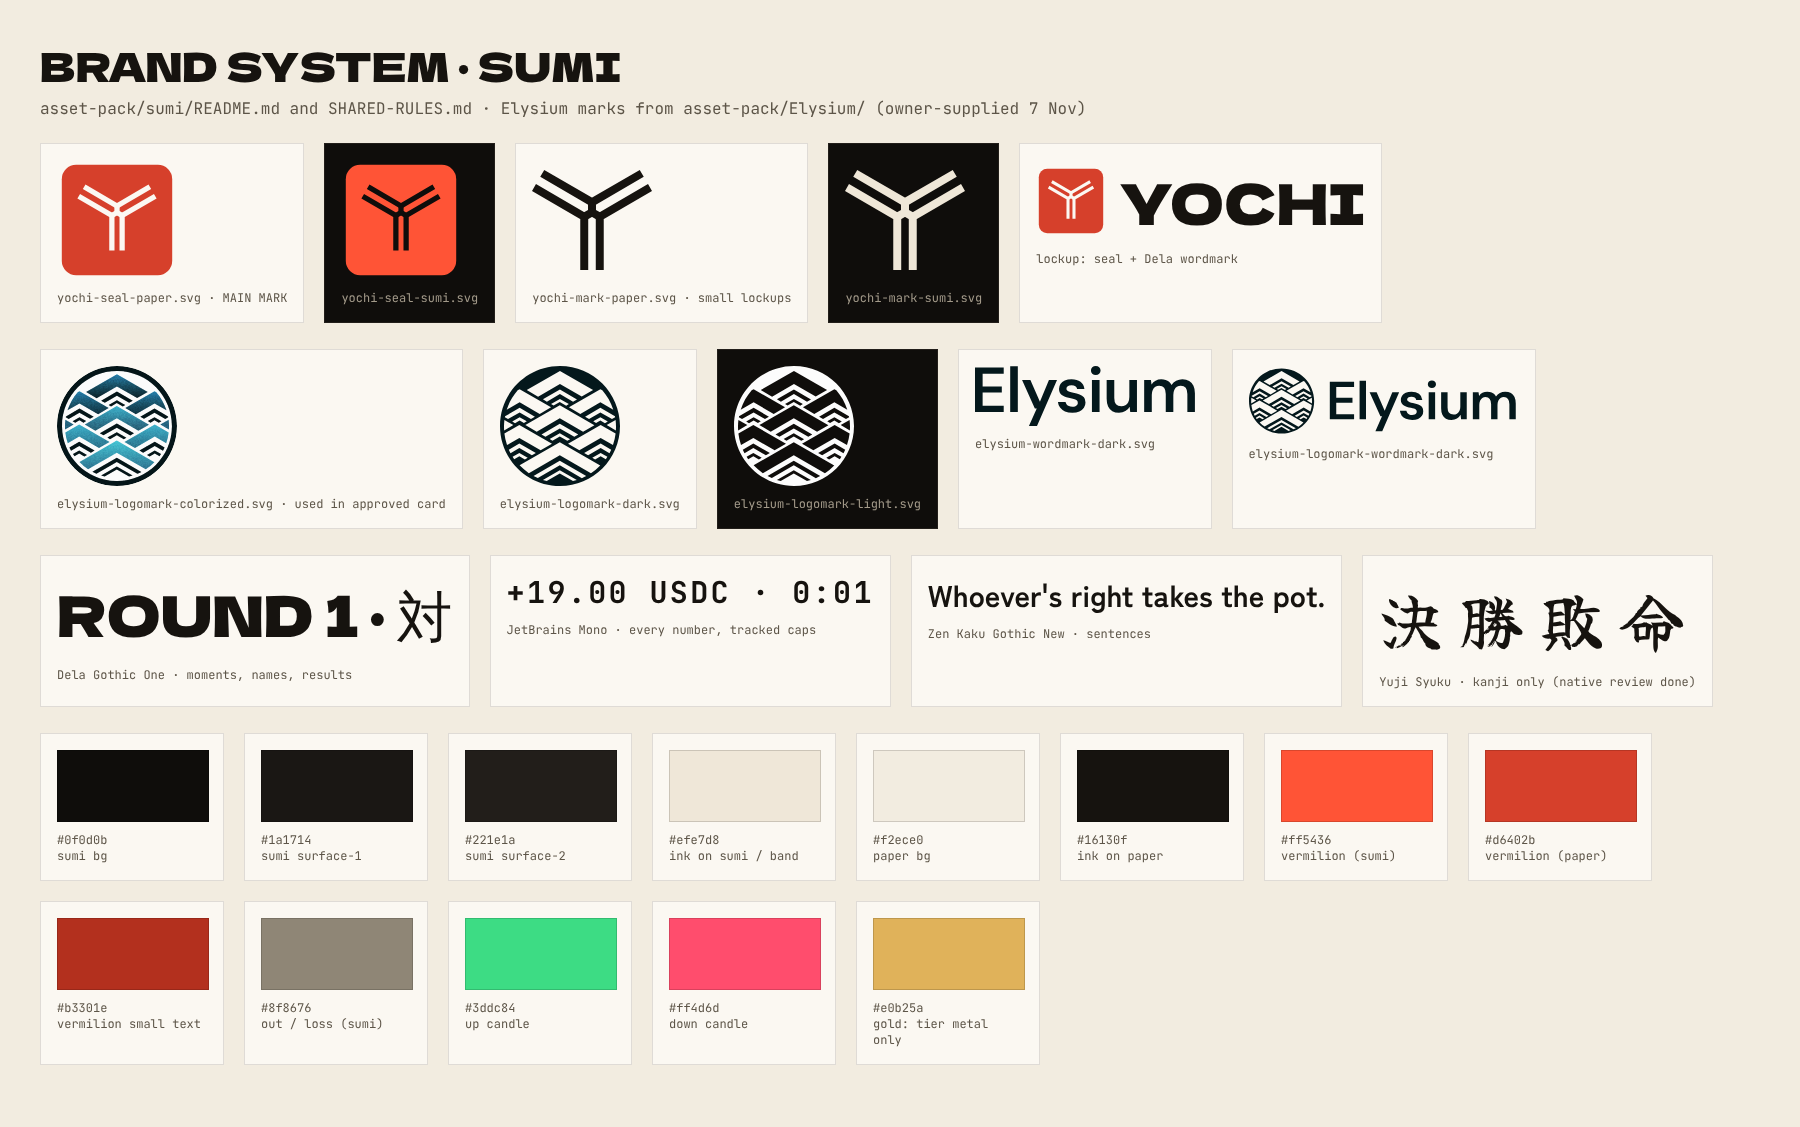 BRAND SYSTEM · SUMI
asset-pack/sumi/README.md and SHARED-RULES.md · Elysium marks from asset-pack/Elysium/ (owner-supplied 7 Nov)
yochi-seal-paper.svg · MAIN MARK
yochi-seal-sumi.svg
yochi-mark-paper.svg · small lockups
yochi-mark-sumi.svg
YOCHI
lockup: seal + Dela wordmark
elysium-logomark-colorized.svg · used in approved card
elysium-logomark-dark.svg
elysium-logomark-light.svg
Elysium
elysium-wordmark-dark.svg
Elysium
elysium-logomark-wordmark-dark.svg
ROUND 1 · 対
Dela Gothic One · moments, names, results
+19.00 USDC · 0:01
JetBrains Mono · every number, tracked caps
Whoever's right takes the pot.
Zen Kaku Gothic New · sentences
決 勝 敗 命
Yuji Syuku · kanji only (native review done)
#0f0d0b
sumi bg
#1a1714
sumi surface-1
#221e1a
sumi surface-2
#efe7d8
ink on sumi / band
#f2ece0
paper bg
#16130f
ink on paper
#ff5436
vermilion (sumi)
#d6402b
vermilion (paper)
#b3301e
vermilion small text
#8f8676
out / loss (sumi)
#3ddc84
up candle
#ff4d6d
down candle
#e0b25a
gold: tier metal
only